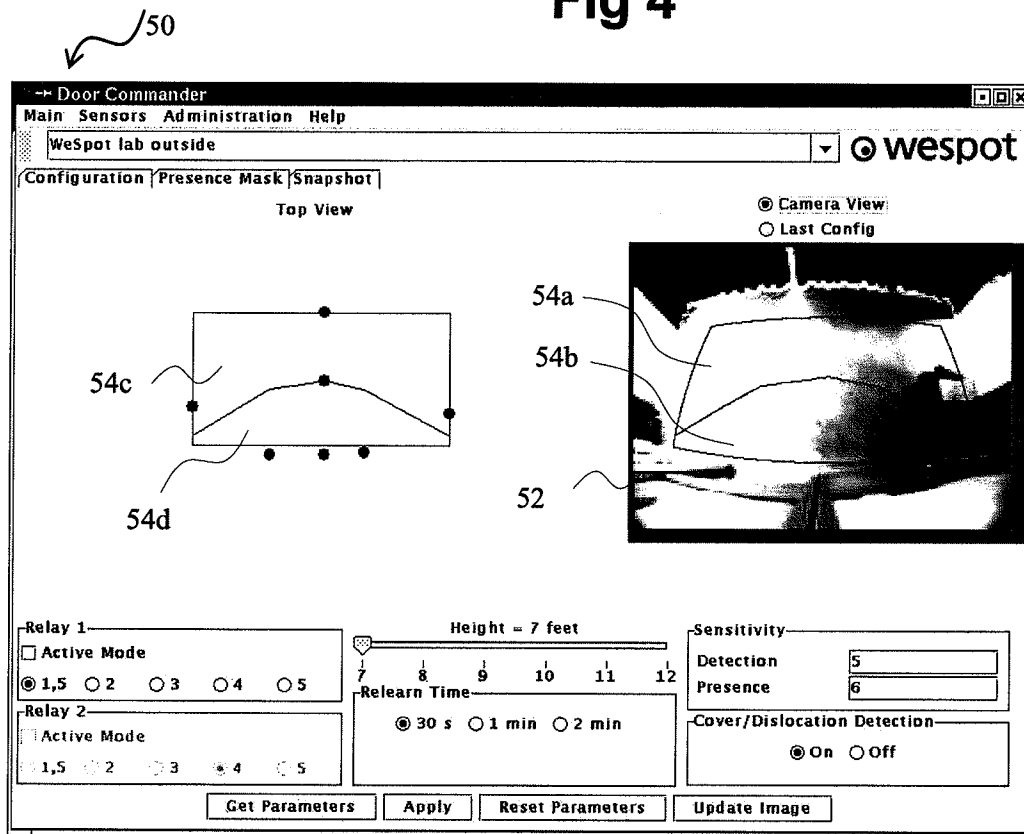 Fig 4
50
Door Commander
Main Sensors Administration Help
WeSpot lab outside
wespot
Configuration Presence Mask Snapshot
Top View
Camera View
Last Config
54a
54b
54c
52
54d
Relay 1
Active Mode
1,5 2 3 4 5
Relay 2
Active Mode
1,5 2 3 4 5
Height = 7 feet
7 8 9 10 11 12
Relearn Time
30 s 1 min 2 min
Sensitivity
Detection 5
Presence 6
Cover/Dislocation Detection
On Off
Get Parameters Apply Reset Parameters Update Image